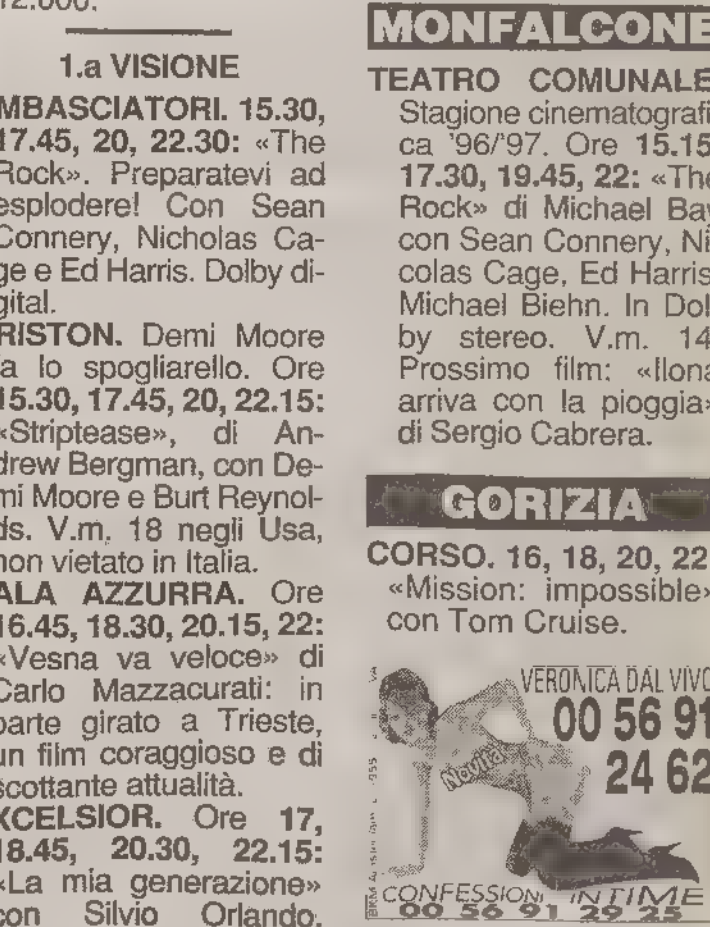 12.000.
1.a VISIONE
MBASCIATORI. 15.30,
17.45, 20, 22.30: «The
Rock». Preparatevi ad
esplodere! Con Sean
Connery, Nicholas Ca-
ge e Ed Harris. Dolby di-
gital.
RISTON. Demi Moore
fa lo spogliarello. Ore
15.30, 17.45, 20, 22.15:
«Striptease», di An-
drew Bergman, con De-
mi Moore e Burt Reynol-
ds. V.m. 18 negli Usa,
non vietato in Italia.
ALA AZZURRA. Ore
16.45, 18.30, 20.15, 22:
«Vesna va veloce» di
Carlo Mazzacurati: in
parte girato a Trieste,
un film coraggioso e di
scottante attualità.
XCELSIOR. Ore 17,
18.45, 20.30, 22.15:
«La mia generazione»
con Silvio Orlando.
MONFALCONE
TEATRO COMUNALE
Stagione cinematografi
ca '96/'97. Ore 15.15
17.30, 19.45, 22: «The
Rock» di Michael Bay
con Sean Connery, Ni
colas Cage, Ed Harris
Michael Biehn. In Dol
by stereo. V.m. 14
Prossimo film: «Ilona
arriva con la pioggia»
di Sergio Cabrera.
GORIZIA
CORSO. 16, 18, 20, 22
«Mission: impossible»
con Tom Cruise.
VERONICA DAL VIVO
00 56 91
24 62
Novità
CONFESSIONI INTIME
00 56 91 29 25